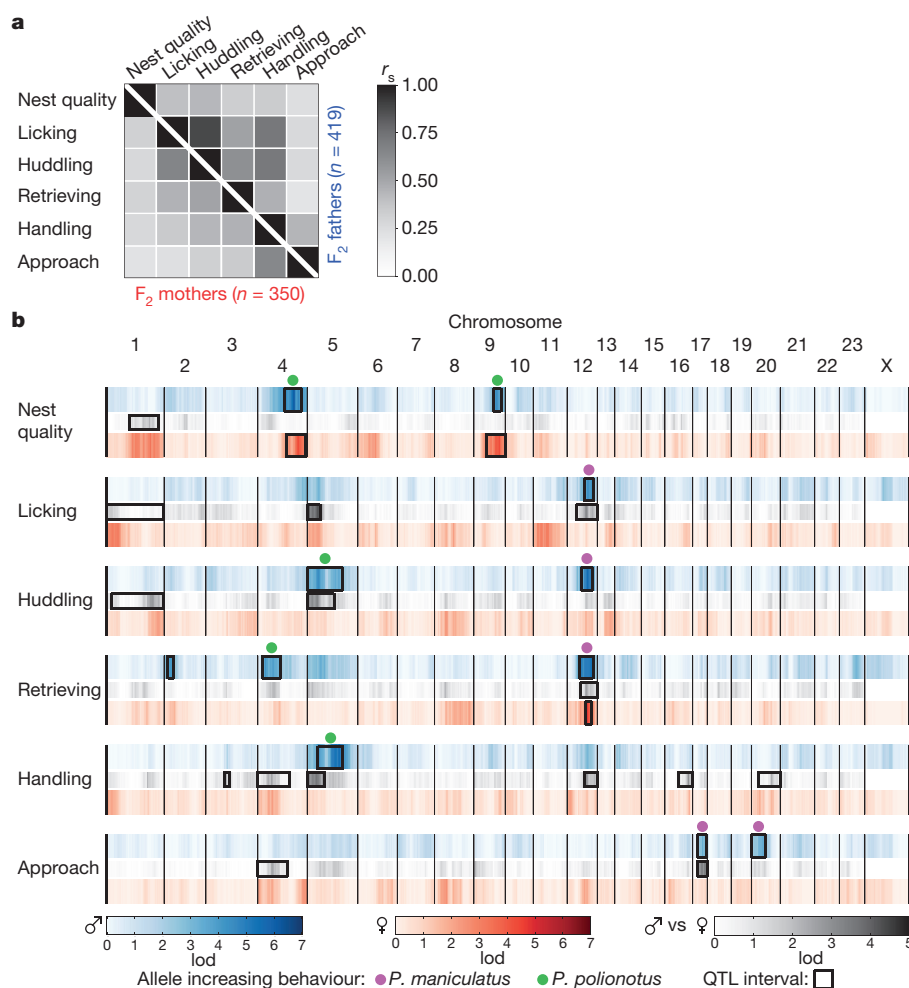 a
Nest quality
Licking
Huddling
Retrieving
Handling
Approach
Nest quality
Licking
Huddling
Retrieving
Handling
Approach
F2 fathers (n = 419)
F2 mothers (n = 350)
rs
1.00
0.75
0.50
0.25
0.00
b
Chromosome
1 3 5 7 9 11 13 15 17 19 21 23
2 4 6 8 10 12 14 16 18 20 22 X
Nest quality
Licking
Huddling
Retrieving
Handling
Approach
♂ 0 1 2 3 4 5 6 7
lod
♀ 0 1 2 3 4 5 6 7
lod
♂ vs ♀ 0 1 2 3 4 5
lod
Allele increasing behaviour: P. maniculatus P. polionotus QTL interval: